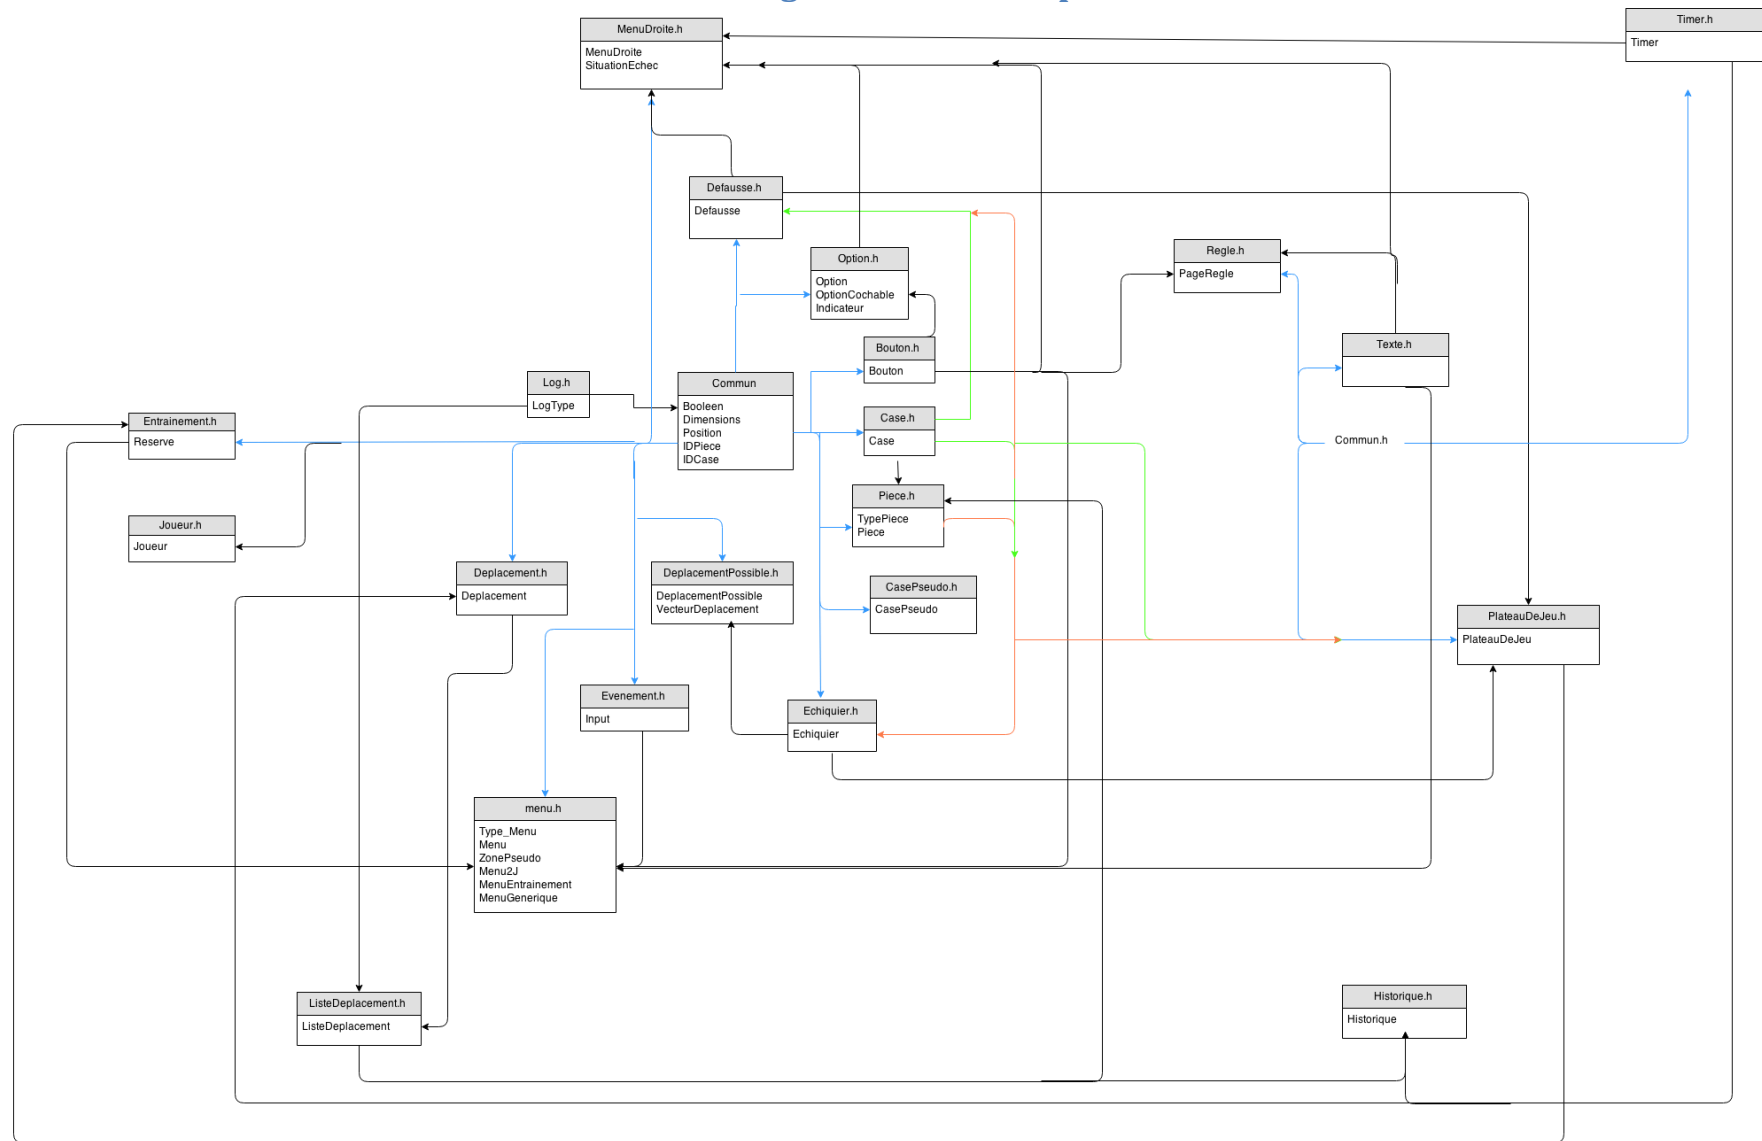 MenuDroite.h
MenuDroite
SituationEchec
Timer.h
Timer
Defausse.h
Defausse
Option.h
Option
OptionCochable
Indicateur
Regle.h
PageRegle
Bouton.h
Bouton
Texte.h
Log.h
LogType
Commun
Booleen
Dimensions
Position
IDPiece
IDCase
Case.h
Case
Entrainement.h
Reserve
Commun.h
Piece.h
TypePiece
Piece
Joueur.h
Joueur
Deplacement.h
Deplacement
DeplacementPossible.h
DeplacementPossible
VecteurDeplacement
CasePseudo.h
CasePseudo
PlateauDeJeu.h
PlateauDeJeu
Evenement.h
Input
Echiquier.h
Echiquier
menu.h
Type_Menu
Menu
ZonePseudo
Menu2J
MenuEntrainement
MenuGenerique
ListeDeplacement.h
ListeDeplacement
Historique.h
Historique